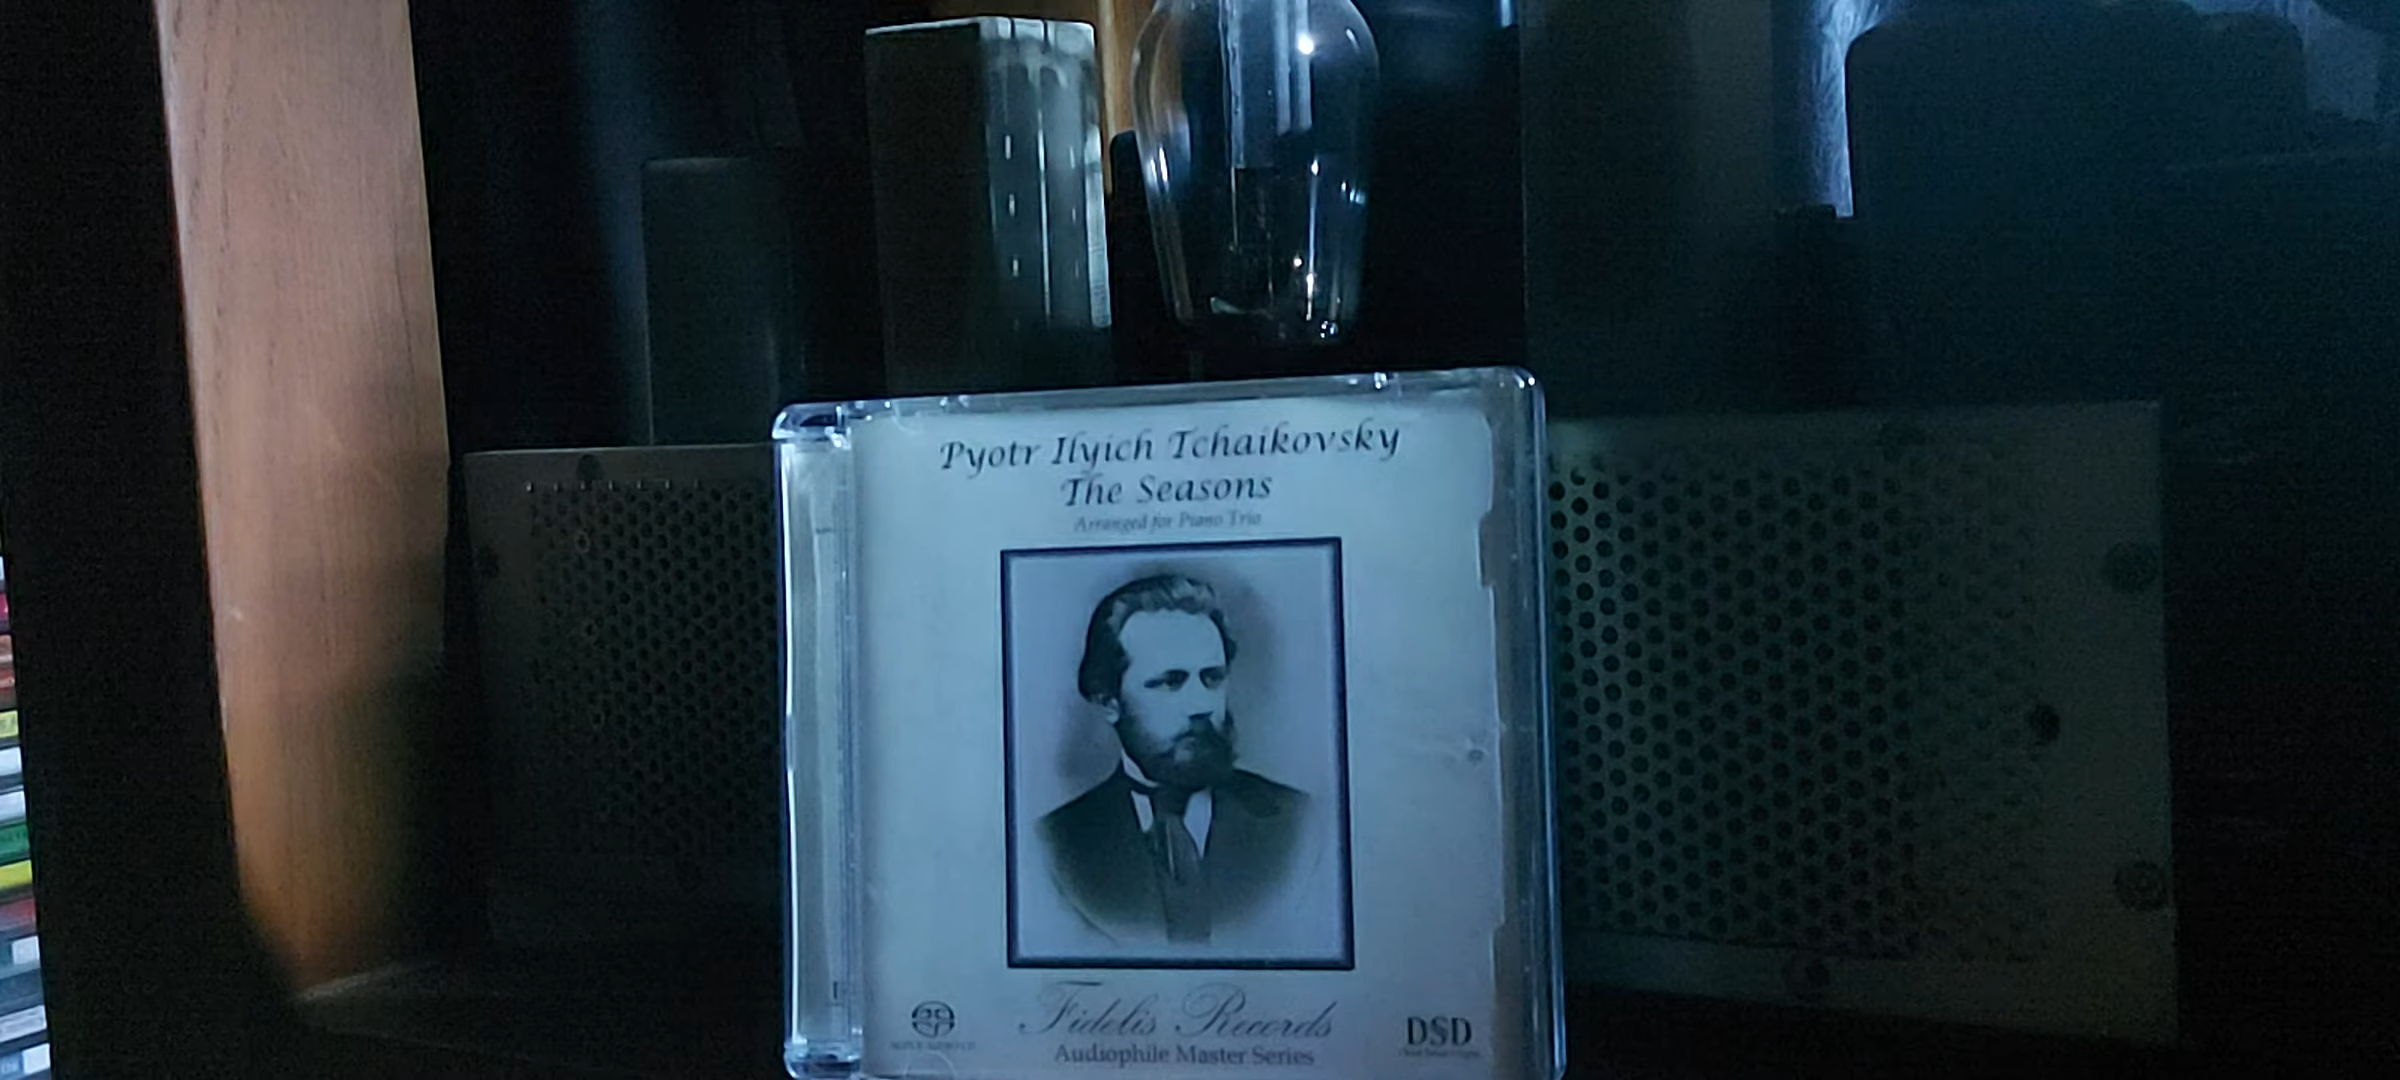 Pyotr Ilyich Tchaikovsky
The Seasons
Arranged for Piano Trio
Fidelis Records
DSD
Audiophile Master Series